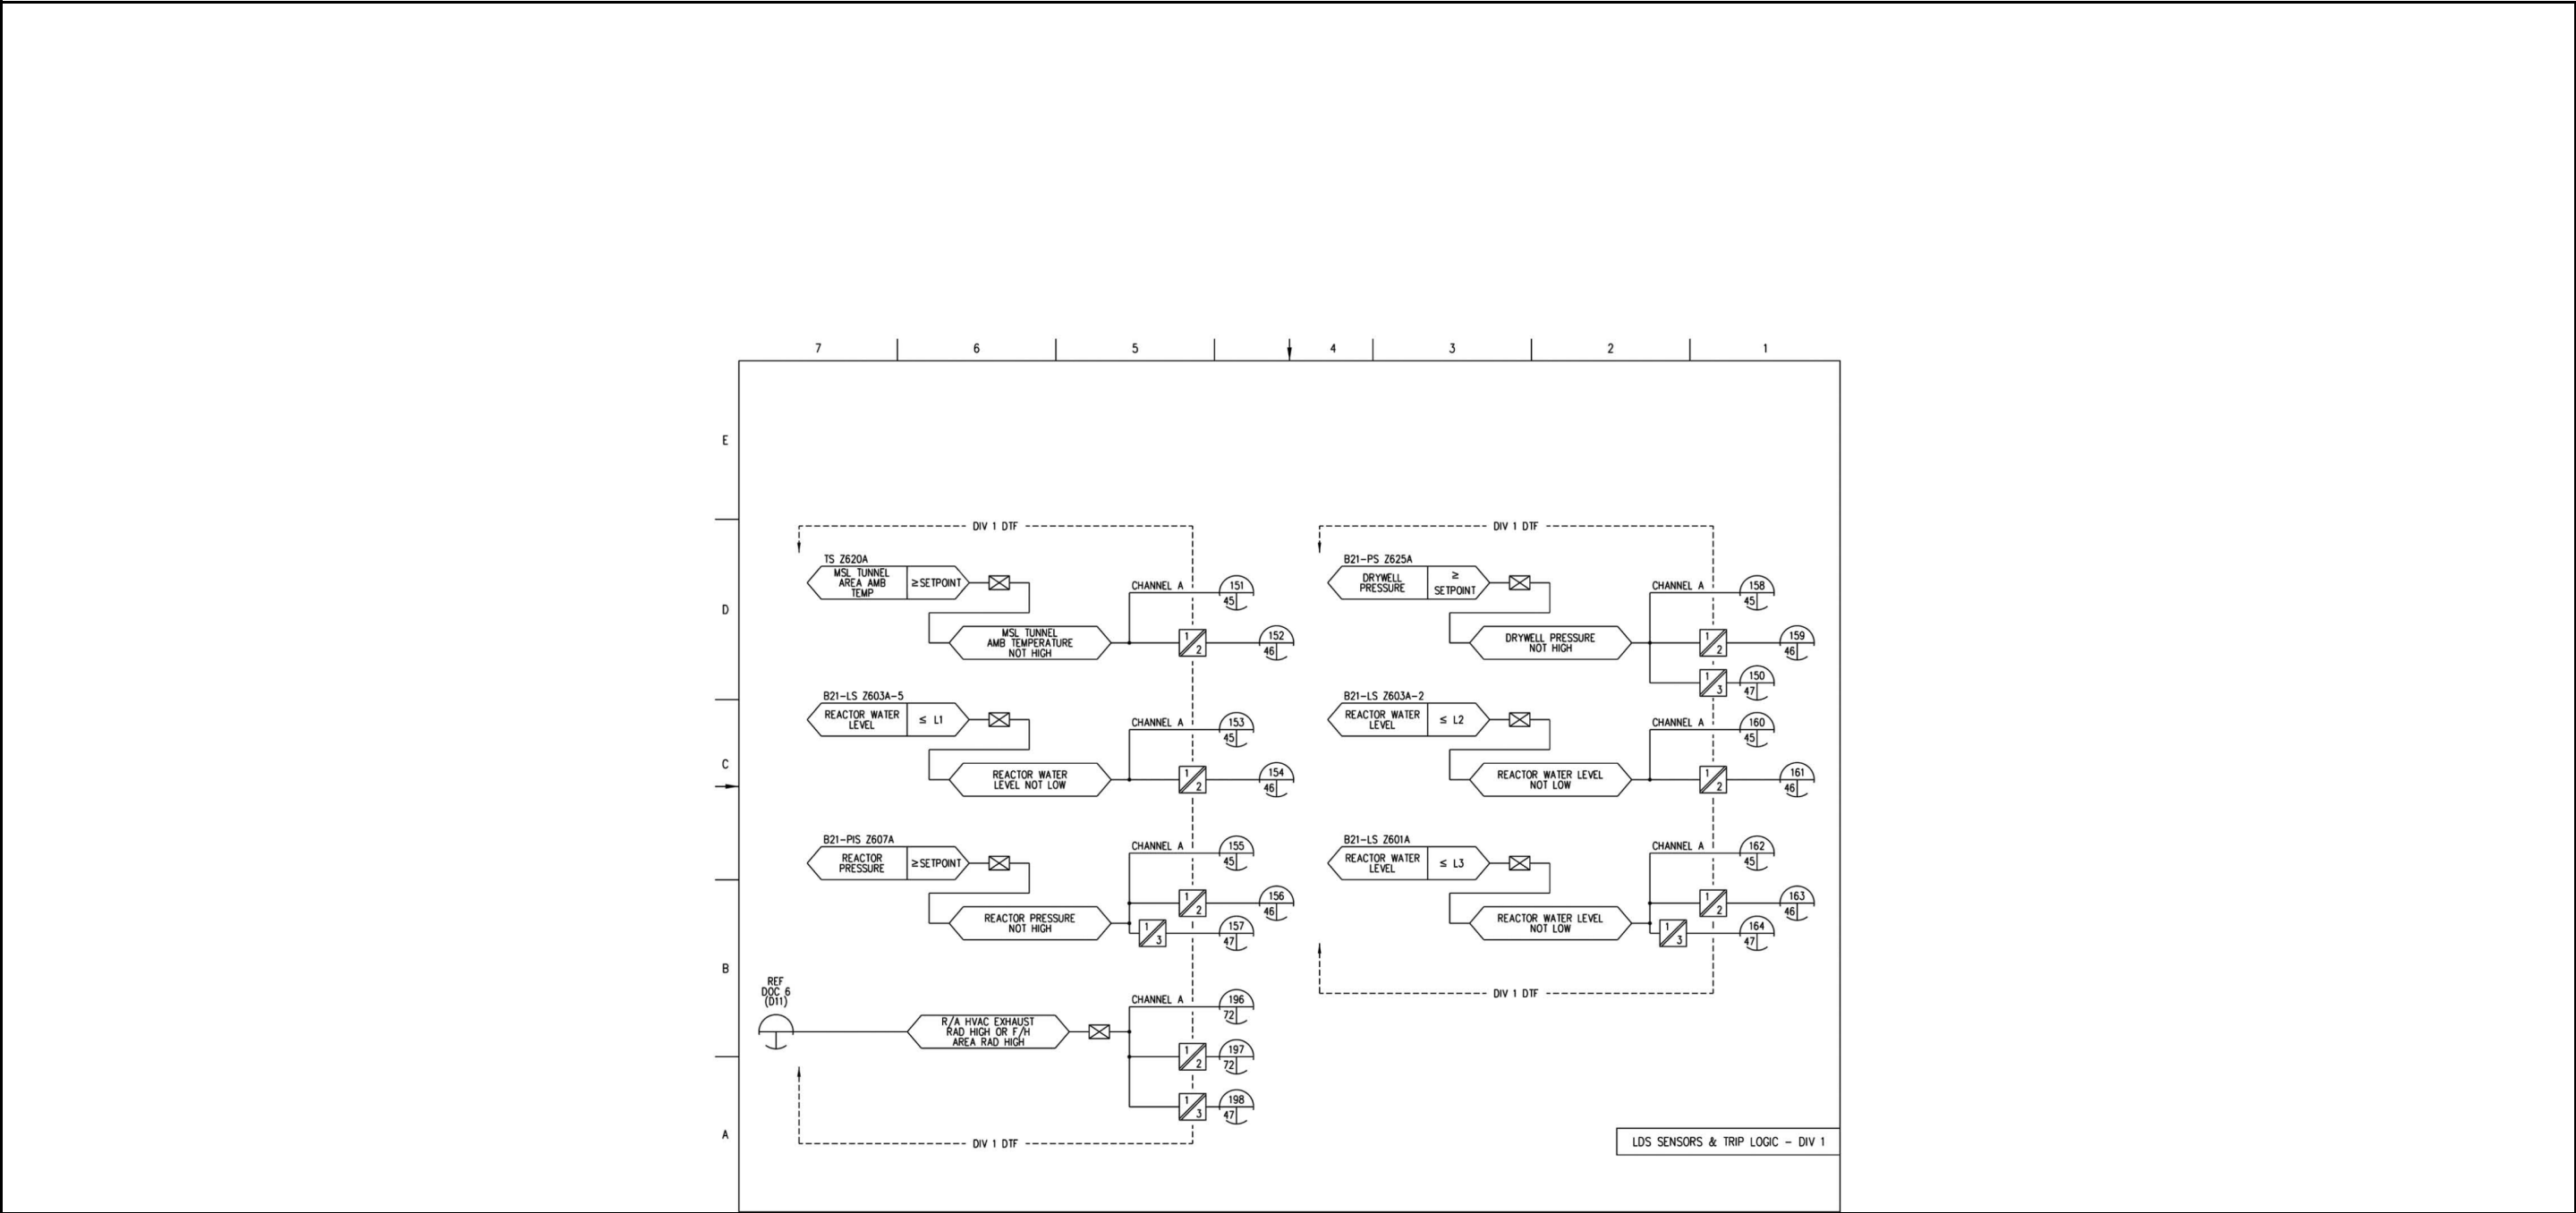 7 6 5 4 3 2 1
E
D
C
B
A
DIV 1 DTF
TS Z620A
MSL TUNNEL
AREA AMB
TEMP
≥SETPOINT
MSL TUNNEL
AMB TEMPERATURE
NOT HIGH
CHANNEL A
151
45
1
2
152
46
B21-LS Z603A-5
REACTOR WATER
LEVEL
≤ L1
REACTOR WATER
LEVEL NOT LOW
CHANNEL A
153
45
1
2
154
46
B21-PIS Z607A
REACTOR
PRESSURE
≥SETPOINT
REACTOR PRESSURE
NOT HIGH
CHANNEL A
155
45
1
2
156
46
1
3
157
47
REF
DOC 6
(D11)
R/A HVAC EXHAUST
RAD HIGH OR F/H
AREA RAD HIGH
CHANNEL A
196
72
1
2
197
72
1
3
198
47
DIV 1 DTF
DIV 1 DTF
B21-PS Z625A
DRYWELL
PRESSURE
≥
SETPOINT
DRYWELL PRESSURE
NOT HIGH
CHANNEL A
158
45
1
2
159
46
1
3
150
47
B21-LS Z603A-2
REACTOR WATER
LEVEL
≤ L2
REACTOR WATER LEVEL
NOT LOW
CHANNEL A
160
45
1
2
161
46
B21-LS Z601A
REACTOR WATER
LEVEL
≤ L3
REACTOR WATER LEVEL
NOT LOW
CHANNEL A
162
45
1
2
163
46
1
3
164
47
DIV 1 DTF
LDS SENSORS & TRIP LOGIC - DIV 1